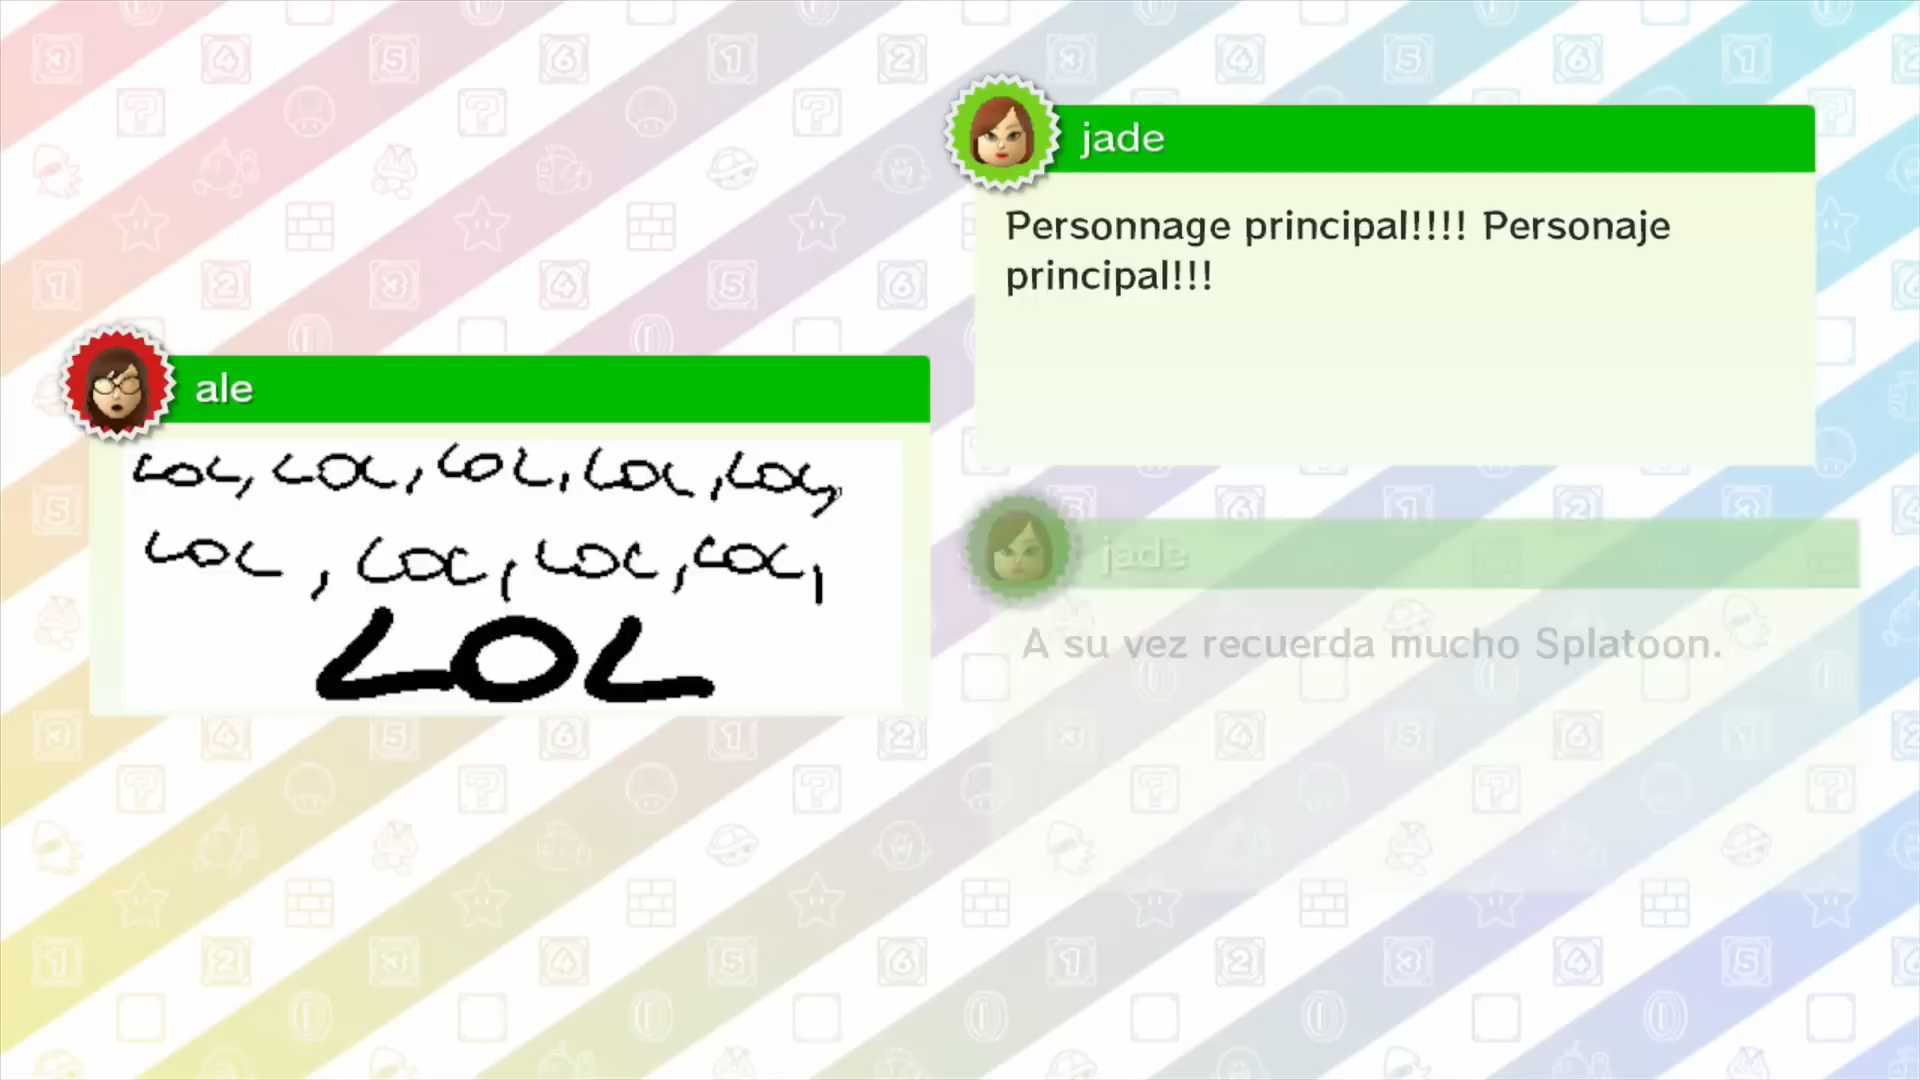 jade
Personnage principal!!!! Personaje
principal!!!
ale
LOL, LOL, LOL, LOL, LOL,
LOL, LOL, LOL, LOL,
LOL
jade
A su vez recuerda mucho Splatoon.